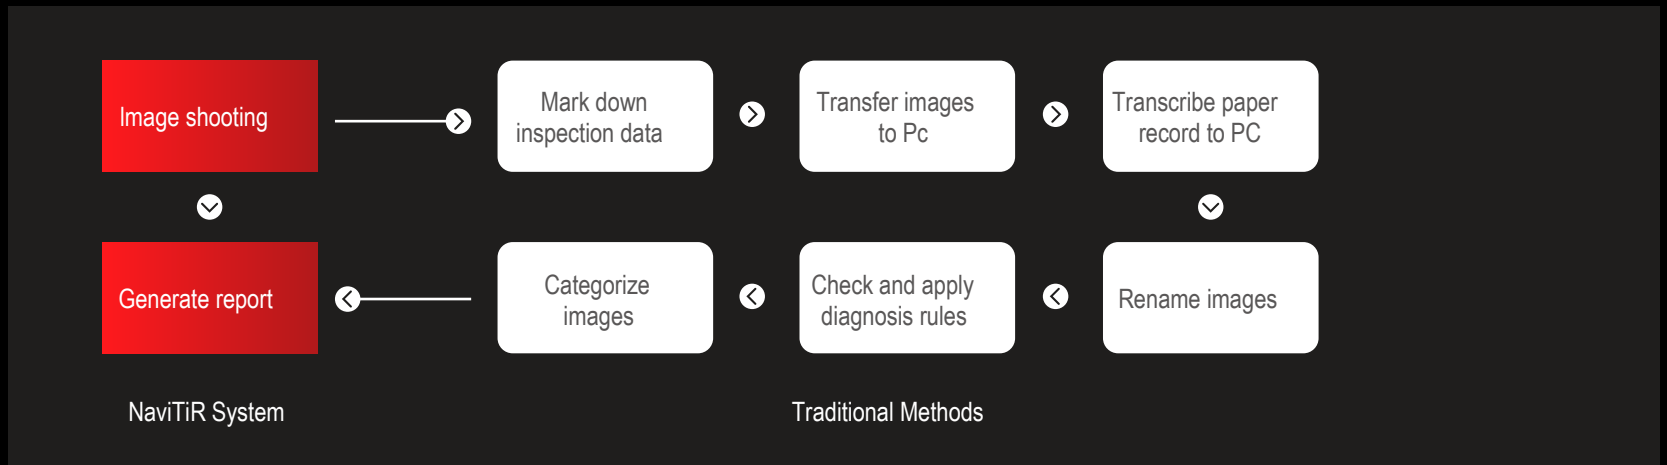 Image shooting
Mark down
inspection data
Transfer images
to Pc
Transcribe paper
record to PC
Generate report
Categorize
images
Check and apply
diagnosis rules
Rename images
NaviTiR System
Traditional Methods